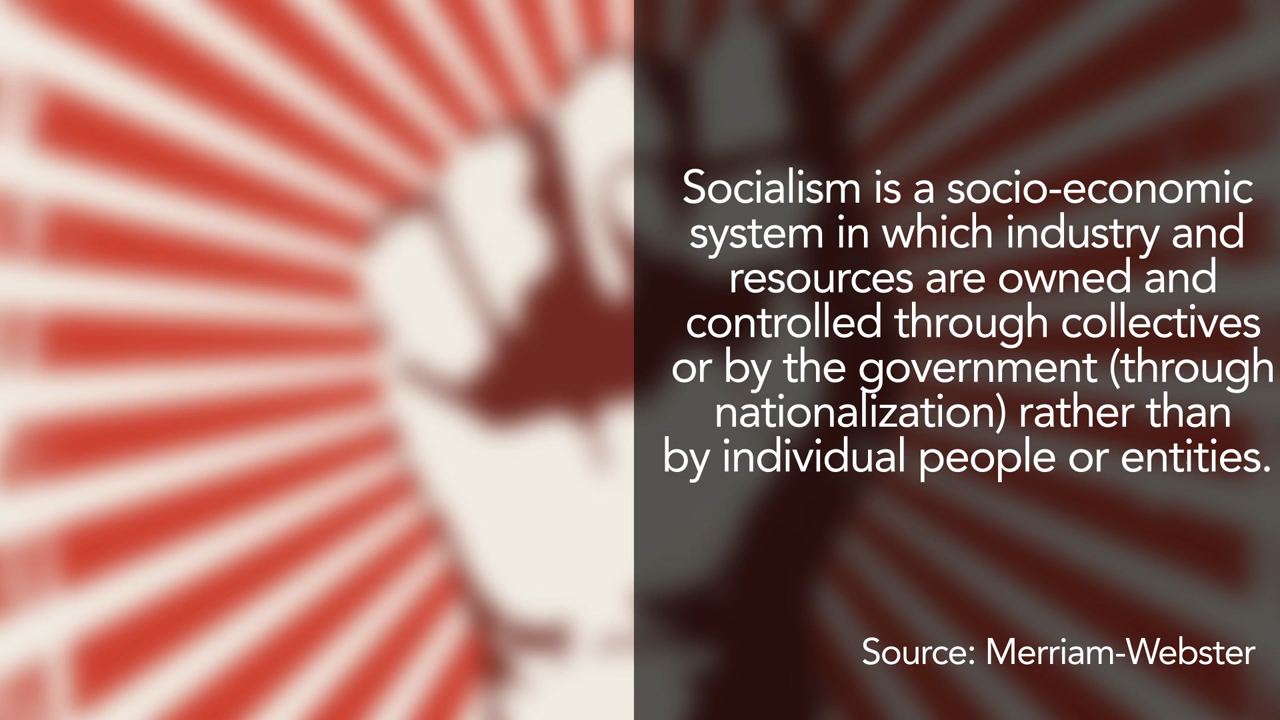 Socialism is a socio-economic
system in which industry and
resources are owned and
controlled through collectives
or by the government (through
nationalization) rather than
by individual people or entities.
Source: Merriam-Webster